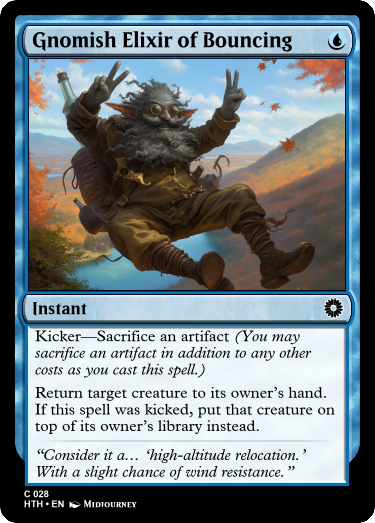 Gnomish Elixir of Bouncing
Instant
Kicker—Sacrifice an artifact (You may
sacrifice an artifact in addition to any other
costs as you cast this spell.)
Return target creature to its owner's hand.
If this spell was kicked, put that creature on
top of its owner's library instead.
“Consider it a… ‘high-altitude relocation.’
With a slight chance of wind resistance.”
C 028
HTH • EN Midjourney